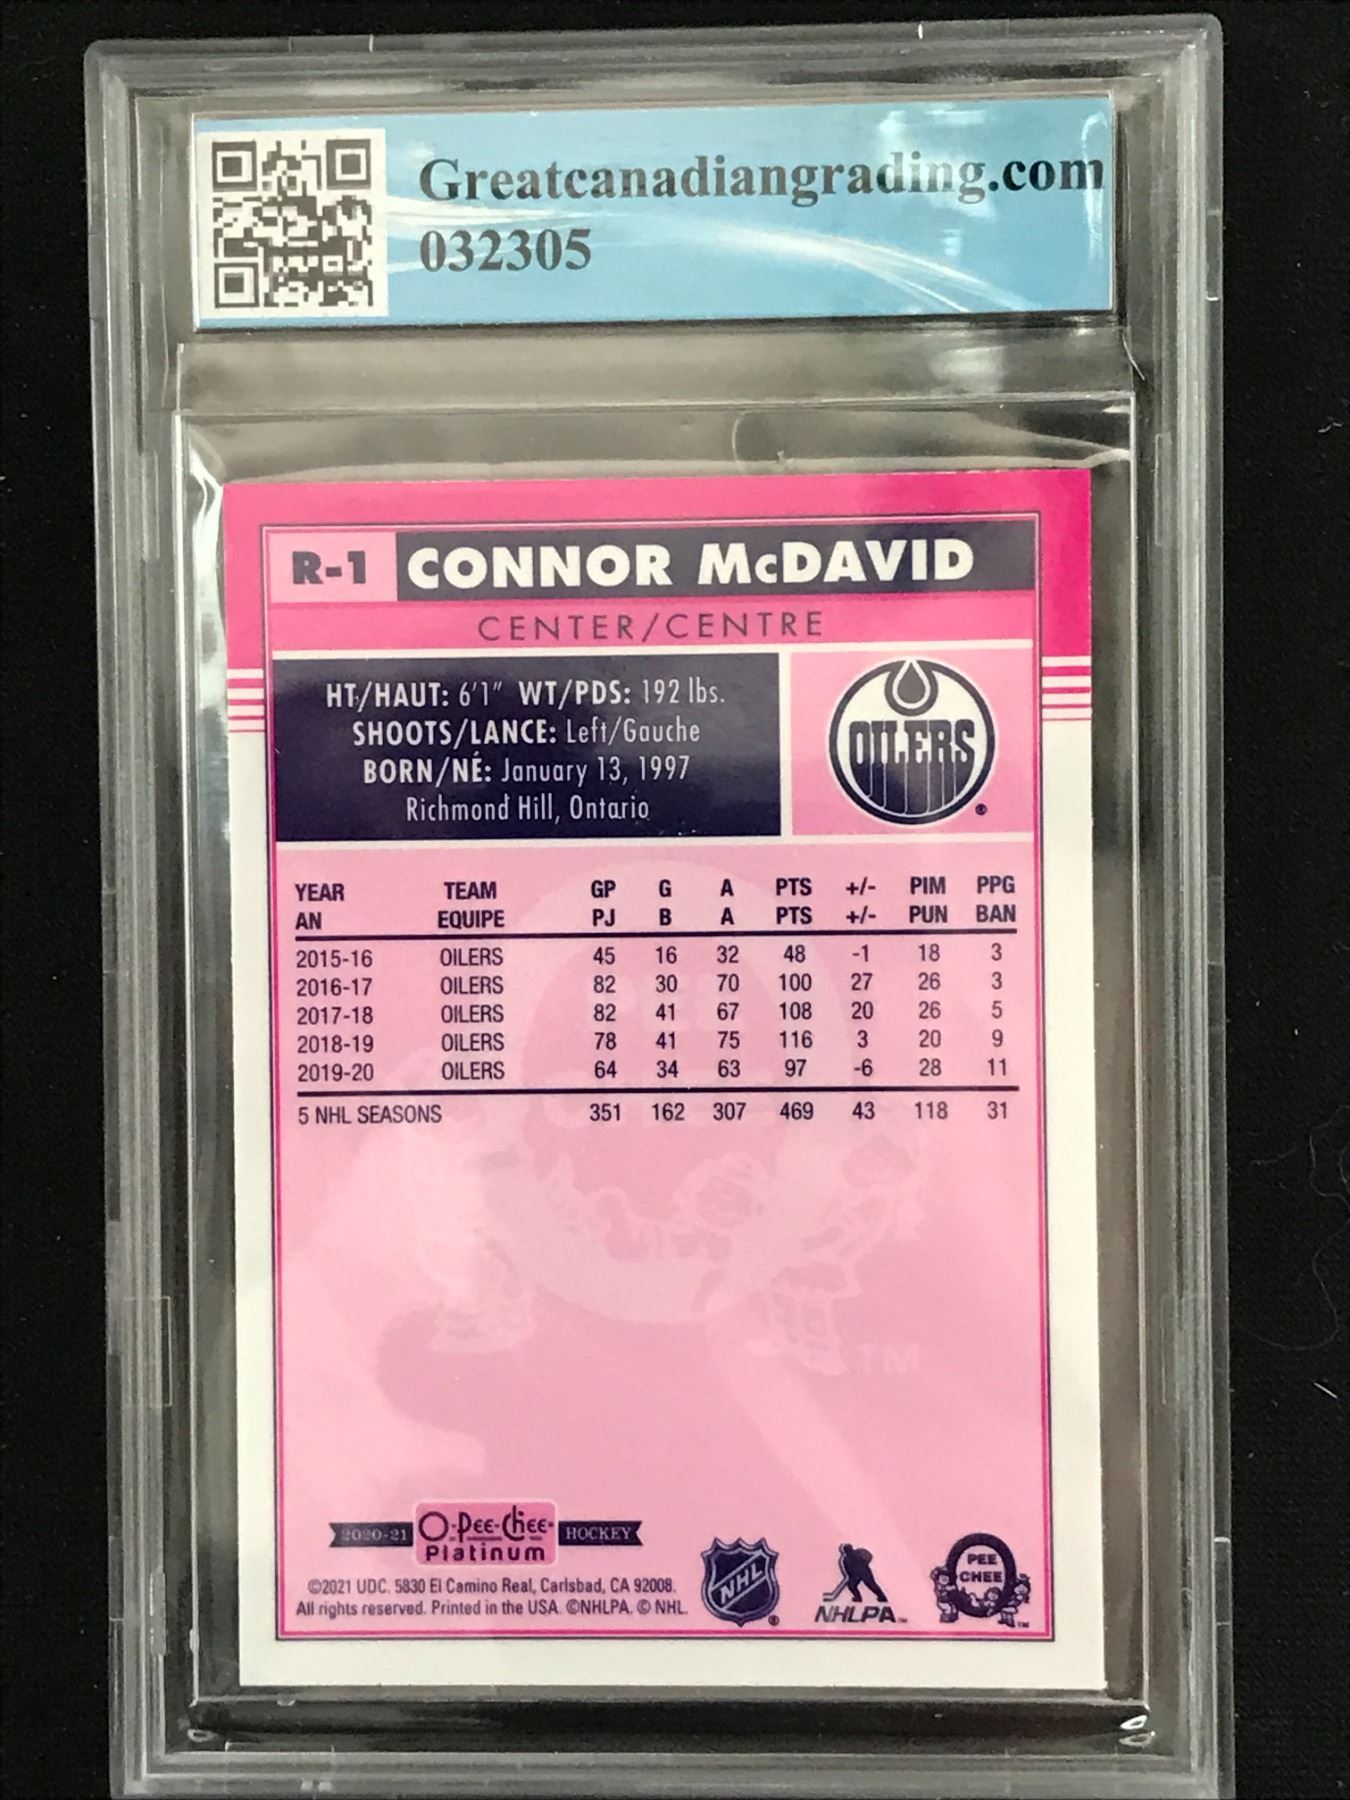 Greatcanadiangrading.com
032305
R-1 CONNOR McDAVID
CENTER/CENTRE
HT/HAUT: 6'1" WT/PDS: 192 lbs.
SHOOTS/LANCE: Left/Gauche
BORN/NÉ: January 13, 1997
Richmond Hill, Ontario
OILERS
YEAR TEAM GP G A PTS +/- PIM PPG
AN EQUIPE PJ B A PTS +/- PUN BAN
2015-16 OILERS 45 16 32 48 -1 18 3
2016-17 OILERS 82 30 70 100 27 26 3
2017-18 OILERS 82 41 67 108 20 26 5
2018-19 OILERS 78 41 75 116 3 20 9
2019-20 OILERS 64 34 63 97 -6 28 11
5 NHL SEASONS 351 162 307 469 43 118 31
TM
2020-21 O-Pee-Chee HOCKEY
Platinum
©2021 UDC. 5830 El Camino Real, Carlsbad, CA 92008.
All rights reserved. Printed in the USA. ©NHLPA. © NHL.
NHL
NHLPA
PEE
CHEE